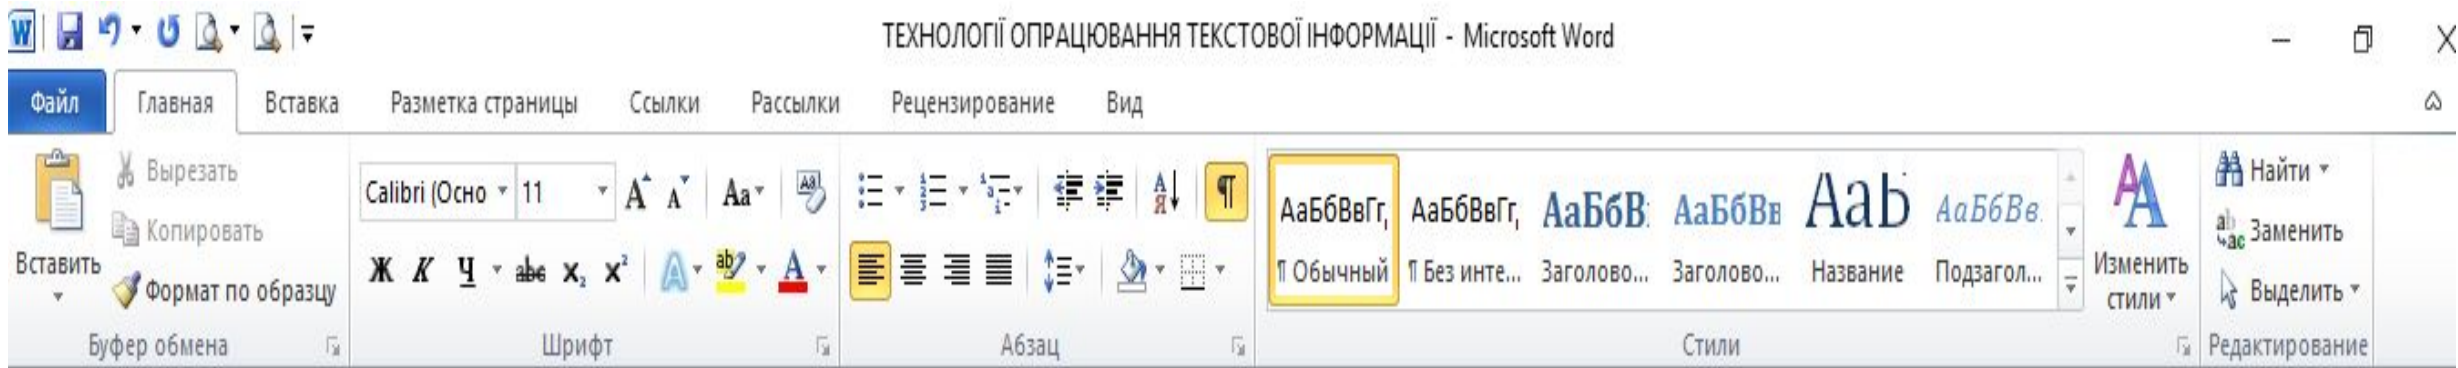 ТЕХНОЛОГІЇ ОПРАЦЮВАННЯ ТЕКСТОВОЇ ІНФОРМАЦІЇ - Microsoft Word
Файл Главная Вставка Разметка страницы Ссылки Рассылки Рецензирование Вид
Вставить
Вырезать
Копировать
Формат по образцу
Буфер обмена
Calibri (Осно 11
Ж К Ч abc x₂ x²
Шрифт
Абзац
АаБбВвГг, АаБбВвГг, АаБбВ АаБбВв Aab АаБбВв.
¶ Обычный ¶ Без инте... Заголово... Заголово... Название Подзагол...
Изменить
стили
Стили
Найти
Заменить
Выделить
Редактирование